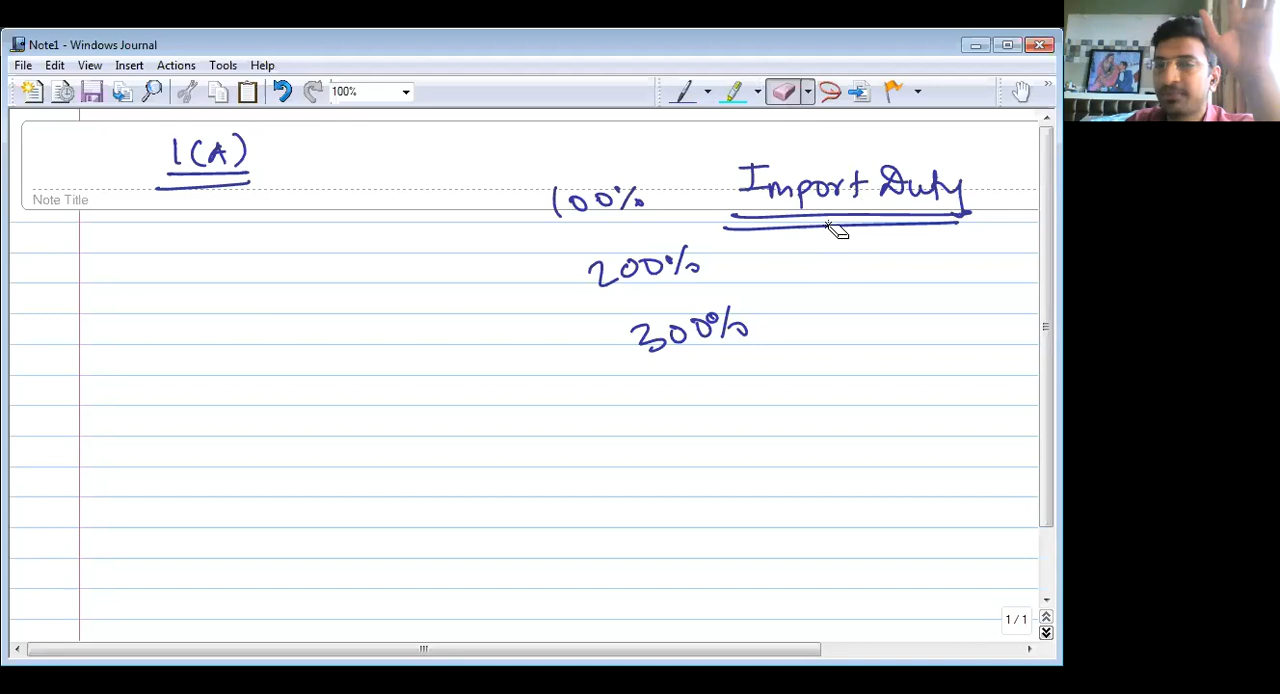 Note1 - Windows Journal
File Edit View Insert Actions Tools Help
100%
1(A)
Import Duty
Note Title
100%
200%
300%
1 / 1